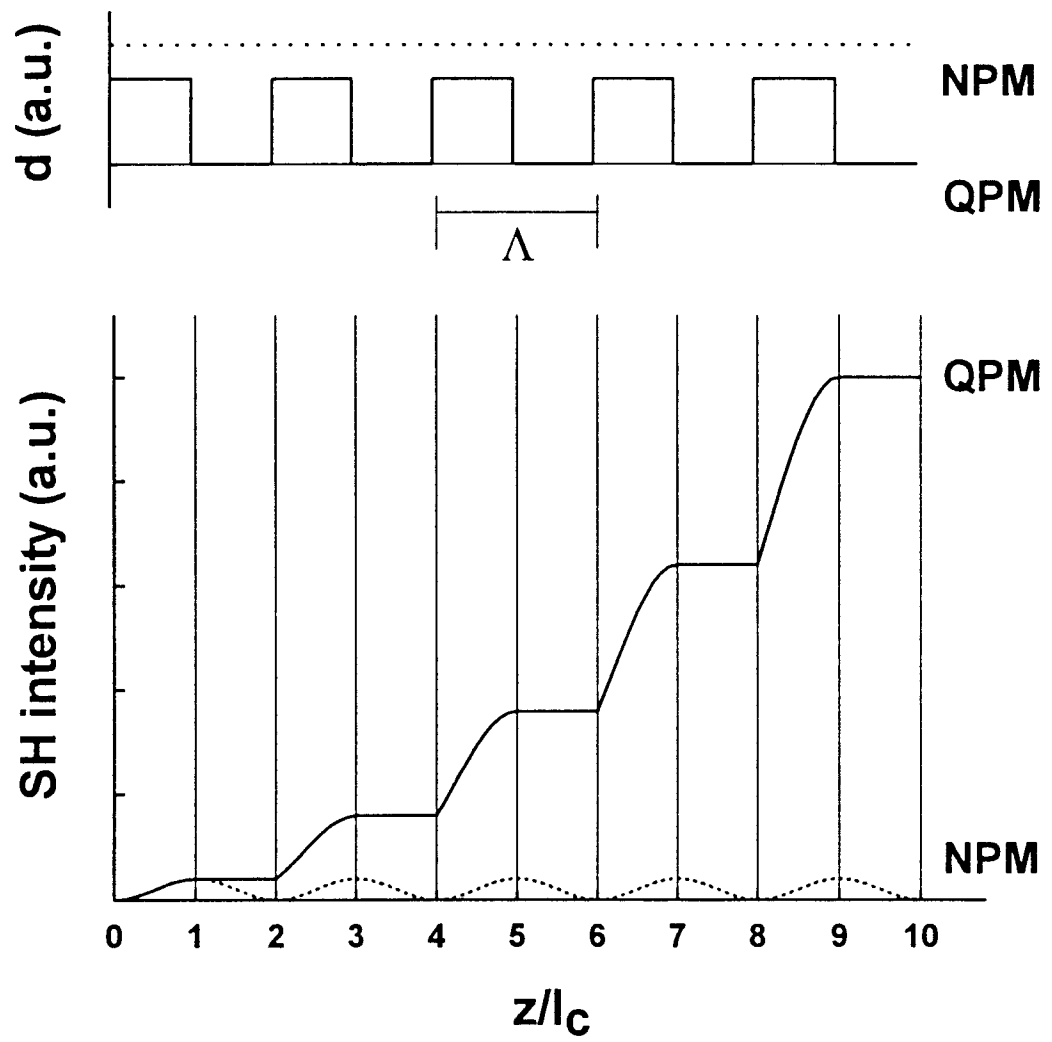 d (a.u.)
NPM
QPM
Λ
SH intensity (a.u.)
QPM
NPM
0 1 2 3 4 5 6 7 8 9 10
z/lC